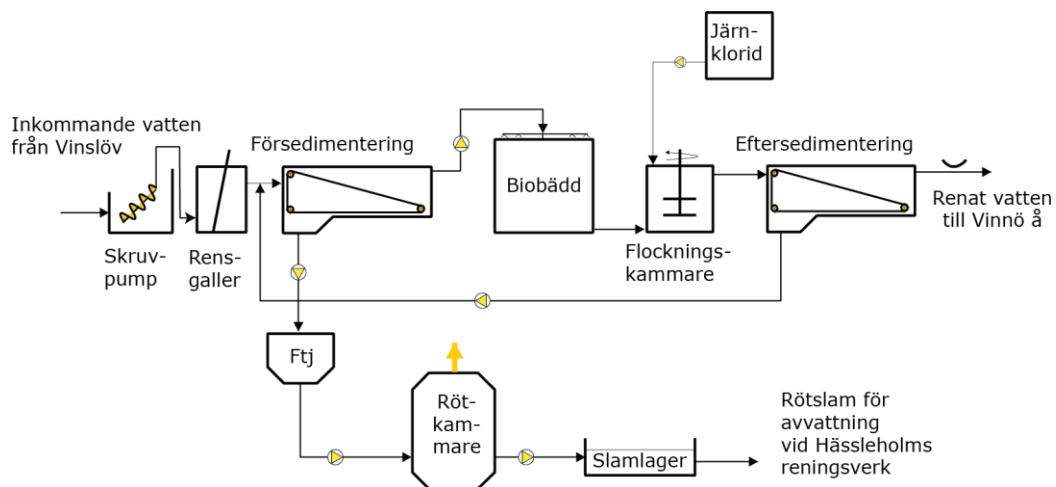 Järn-
klorid
Inkommande vatten
från Vinslöv
Försedimentering
Eftersedimentering
Biobädd
Renat vatten
till Vinnö å
Skruv-
pump
Rens-
galler
Flocknings-
kammare
Ftj
Röt-
kam-
mare
Slamlager
Rötslam för
avvattning
vid Hässleholms
reningsverk